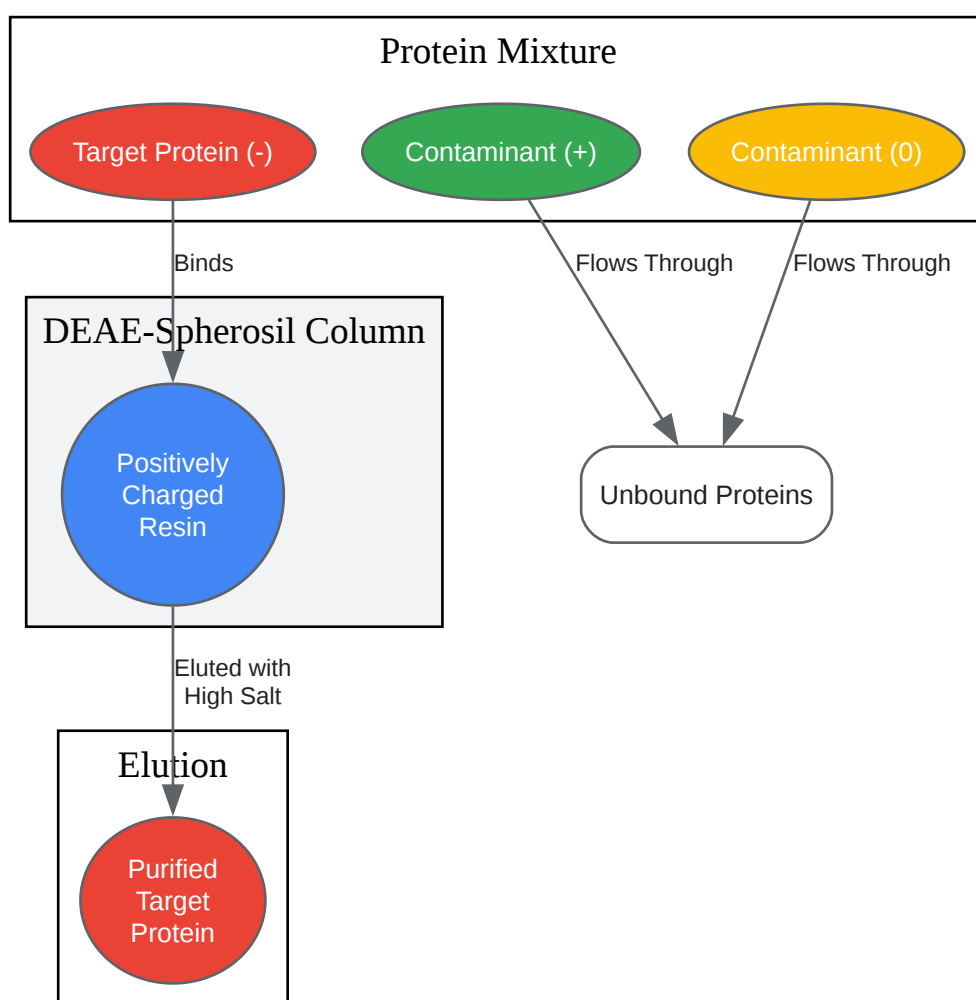 Protein Mixture
Target Protein (-)
Contaminant (+)
Contaminant (0)
Binds
Flows Through
Flows Through
DEAE-Spherosil Column
Positively
Charged
Resin
Unbound Proteins
Eluted with
High Salt
Elution
Purified
Target
Protein